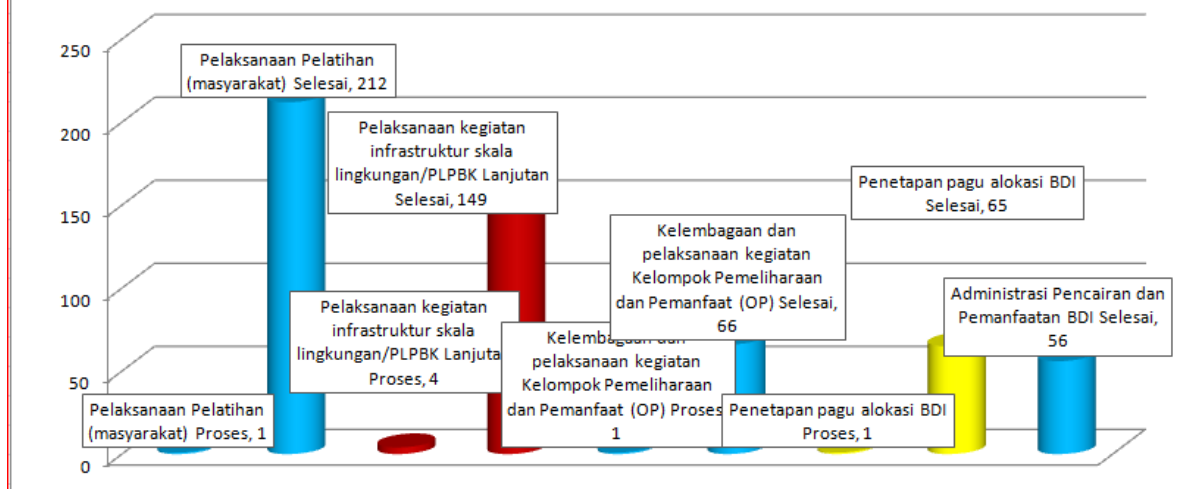 250
200
150
100
50
0
Pelaksanaan Pelatihan
(masyarakat) Proses, 1
Pelaksanaan Pelatihan
(masyarakat) Selesai, 212
Pelaksanaan kegiatan
infrastruktur skala
lingkungan/PLPBK Lanjuta
Proses, 4
Pelaksanaan kegiatan
infrastruktur skala
lingkungan/PLPBK Lanjutan
Selesai, 149
Kelembagaan dan
pelaksanaan kegiatan
Kelompok Pemeliharaan
dan Pemanfaat (OP) Proses
1
Kelembagaan dan
pelaksanaan kegiatan
Kelompok Pemeliharaan
dan Pemanfaat (OP) Selesai,
66
Penetapan pagu alokasi BDI
Proses, 1
Penetapan pagu alokasi BDI
Selesai, 65
Administrasi Pencairan dan
Pemanfaatan BDI Selesai,
56